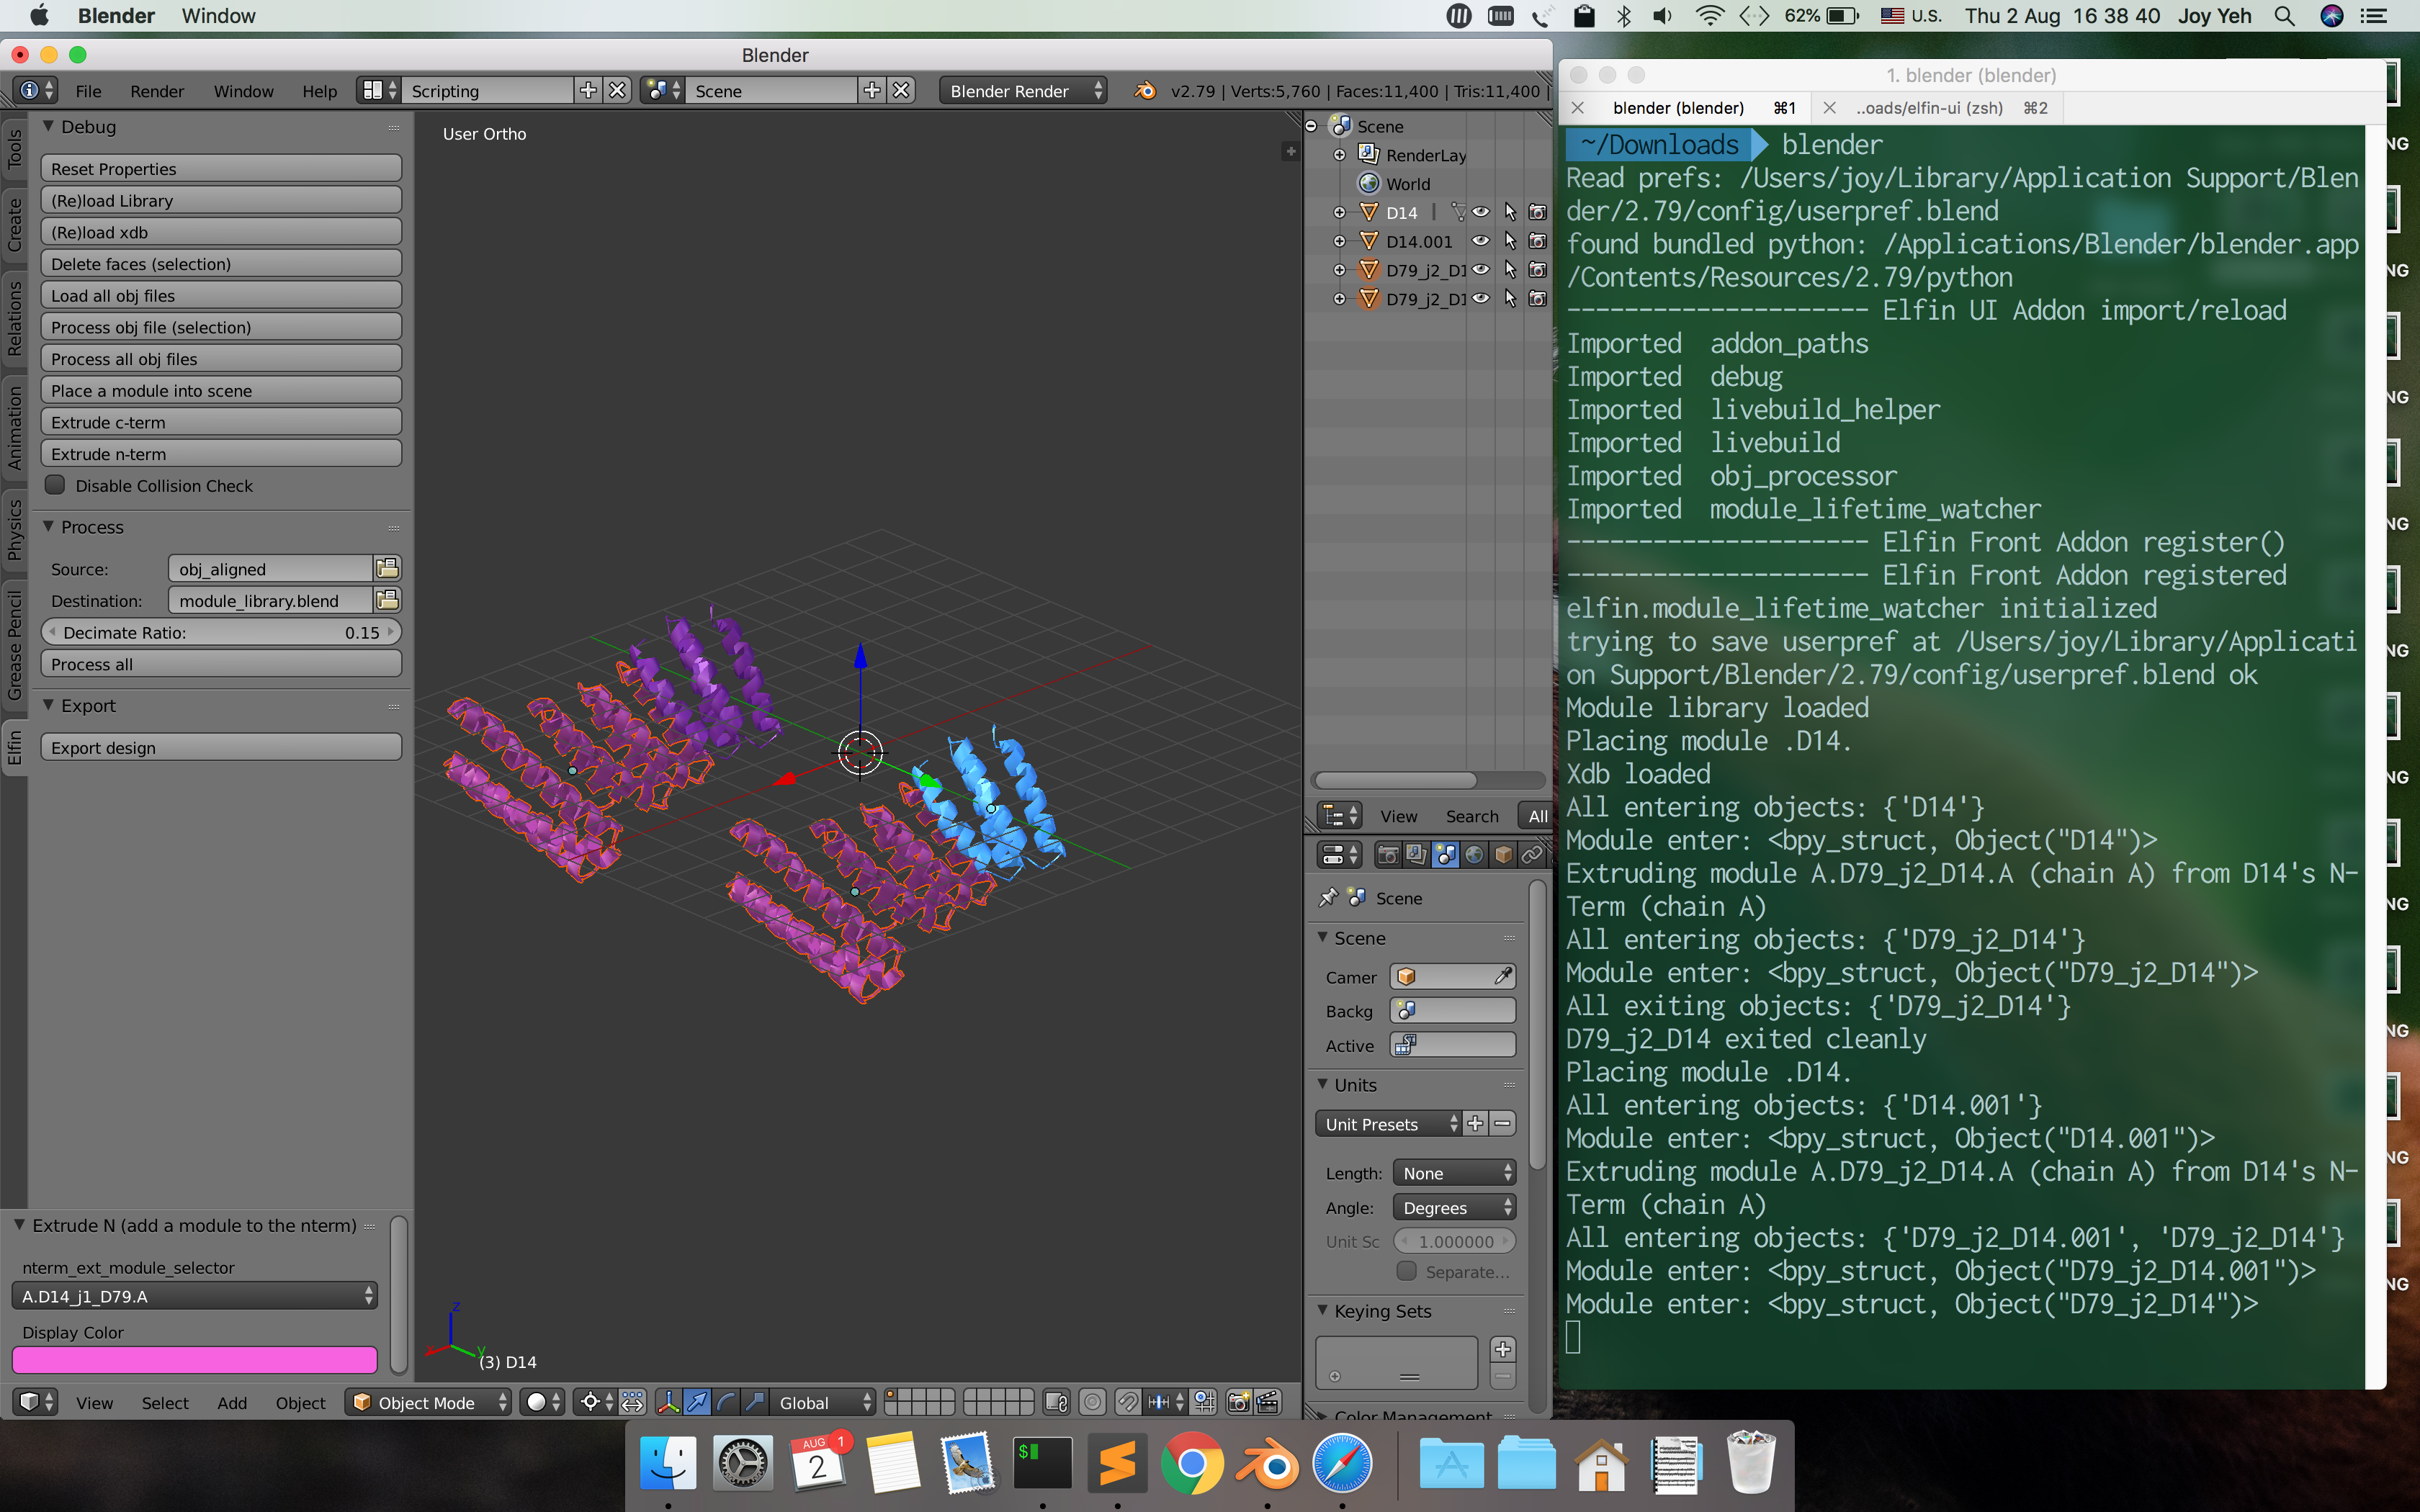 Blender Window
62% U.S. Thu 2 Aug 16 38 40 Joy Yeh
Blender
File Render Window Help Scripting Scene Blender Render v2.79 | Verts:5,760 | Faces:11,400 | Tris:11,400 |
Tools
Create
Relations
Animation
Physics
Grease Pencil
Elfin
Debug
Reset Properties
(Re)load Library
(Re)load xdb
Delete faces (selection)
Load all obj files
Process obj file (selection)
Process all obj files
Place a module into scene
Extrude c-term
Extrude n-term
Disable Collision Check
Process
Source: obj_aligned
Destination: module_library.blend
Decimate Ratio: 0.15
Process all
Export
Export design
Extrude N (add a module to the nterm)
nterm_ext_module_selector
A.D14_j1_D79.A
Display Color
User Ortho
z
x
y
(3) D14
View Select Add Object Object Mode Global
Scene
RenderLay
World
D14
D14.001
D79_j2_D1
D79_j2_D1
View Search All
Scene
Scene
Camer
Backg
Active
Units
Unit Presets
Length: None
Angle: Degrees
Unit Sc 1.000000
Separate...
Keying Sets
Color Management
1. blender (blender)
blender (blender) ⌘1 ..oads/elfin-ui (zsh) ⌘2
~/Downloads blender
Read prefs: /Users/joy/Library/Application Support/Blen
der/2.79/config/userpref.blend
found bundled python: /Applications/Blender/blender.app
/Contents/Resources/2.79/python
--------------------- Elfin UI Addon import/reload
Imported  addon_paths
Imported  debug
Imported  livebuild_helper
Imported  livebuild
Imported  obj_processor
Imported  module_lifetime_watcher
--------------------- Elfin Front Addon register()
--------------------- Elfin Front Addon registered
elfin.module_lifetime_watcher initialized
trying to save userpref at /Users/joy/Library/Applicati
on Support/Blender/2.79/config/userpref.blend ok
Module library loaded
Placing module .D14.
Xdb loaded
All entering objects: {'D14'}
Module enter: <bpy_struct, Object("D14")>
Extruding module A.D79_j2_D14.A (chain A) from D14's N-
Term (chain A)
All entering objects: {'D79_j2_D14'}
Module enter: <bpy_struct, Object("D79_j2_D14")>
All exiting objects: {'D79_j2_D14'}
D79_j2_D14 exited cleanly
Placing module .D14.
All entering objects: {'D14.001'}
Module enter: <bpy_struct, Object("D14.001")>
Extruding module A.D79_j2_D14.A (chain A) from D14's N-
Term (chain A)
All entering objects: {'D79_j2_D14.001', 'D79_j2_D14'}
Module enter: <bpy_struct, Object("D79_j2_D14.001")>
Module enter: <bpy_struct, Object("D79_j2_D14")>
NG
NG
NG
NG
NG
NG
NG
NG
NG
NG
AUG 1
2
$